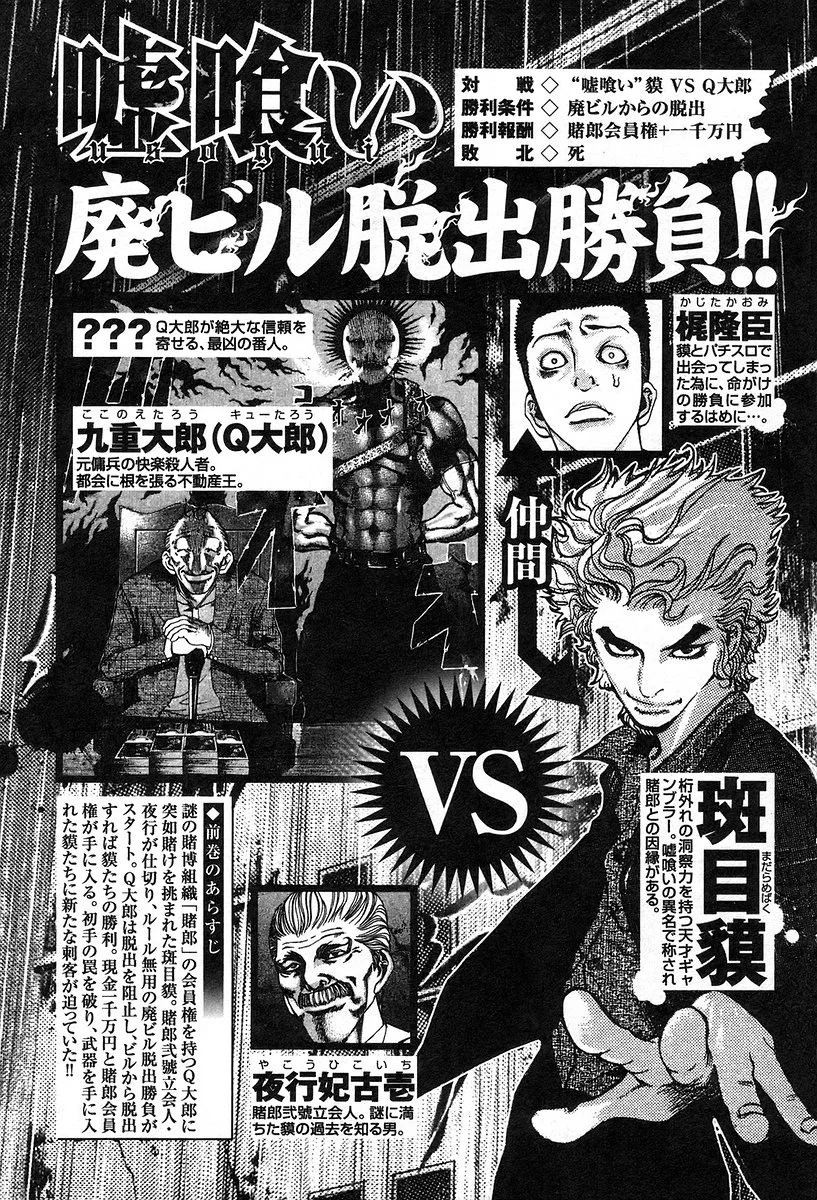 嘘喰い
usogui
対　戦◇“嘘喰い”貘 VS Q大郎
勝利条件◇廃ビルからの脱出
勝利報酬◇賭郎会員権+一千万円
敗　北◇死
廃ビル脱出勝負!!
???
Q大郎が絶大な信頼を
寄せる、最凶の番人。
ここのえたろう　キューたろう
九重大郎(Q大郎)
元傭兵の快楽殺人者。
都会に根を張る不動産王。
コ
オオオオ
オ
オ
かじたかおみ
梶隆臣
貘とパチスロで
出会ってしまっ
た為に、命がけ
の勝負に参加
するはめに…。
仲間
VS
斑目貘
まだらめばく
桁外れの洞察力を持つ天才ギャ
ンブラー。嘘喰いの異名で称され
賭郎との因縁がある。
◆前巻のあらすじ
謎の賭博組織「賭郎」の会員権を持つQ大郎に
突如賭けを挑まれた斑目貘。賭郎弐號立会人・
夜行が仕切り、ルール無用の廃ビル脱出勝負が
スタート。Q大郎は脱出を阻止し、ビルから脱出
すれば貘たちの勝利。現金一千万円と賭郎会員
権が手に入る。初手の罠を破り、武器を手に入
れた貘たちに新たな刺客が迫っていた!!
やこうひこいち
夜行妃古壱
賭郎弐號立会人。謎に満
ちた貘の過去を知る男。